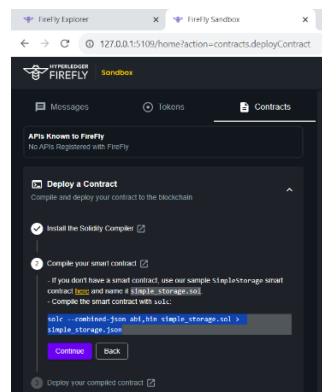 FireFly Explorer
FireFly Sandbox
127.0.0.1:5109/home?action=contracts.deployContract
HYPERLEDGER
FIREFLY
Sandbox
Messages
Tokens
Contracts
APIs Known to FireFly
No APIs Registered with FireFly
Deploy a Contract
Compile and deploy your contract to the blockchain
Install the Solidity Compiler
2 Compile your smart contract
- If you don't have a smart contract, use our sample SimpleStorage smart
contract here and name it simple_storage.sol.
- Compile the smart contract with solc:
solc --combined-json abi,bin simple_storage.sol >
simple_storage.json
Continue
Back
3 Deploy your compiled contract